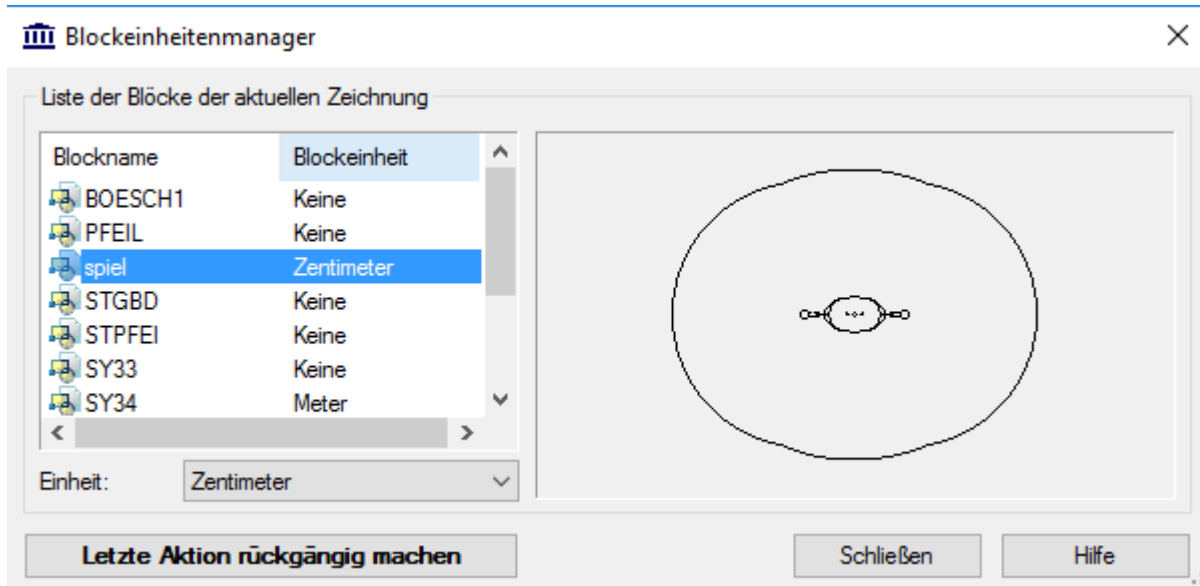 Blockeinheitenmanager
Liste der Blöcke der aktuellen Zeichnung
Blockname Blockeinheit
BOESCH1 Keine
PFEIL Keine
spiel Zentimeter
STGBD Keine
STPFEI Keine
SY33 Keine
SY34 Meter
Einheit: Zentimeter
Letzte Aktion rückgängig machen Schließen Hilfe